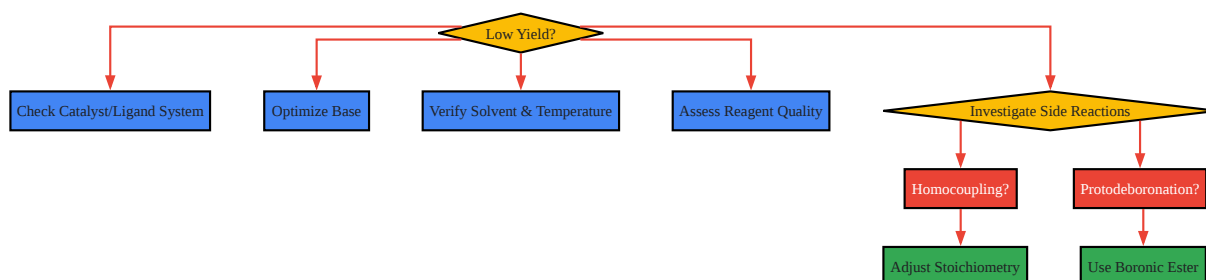 Low Yield?
Check Catalyst/Ligand System
Optimize Base
Verify Solvent & Temperature
Assess Reagent Quality
Investigate Side Reactions
Homocoupling?
Protodeboronation?
Adjust Stoichiometry
Use Boronic Ester